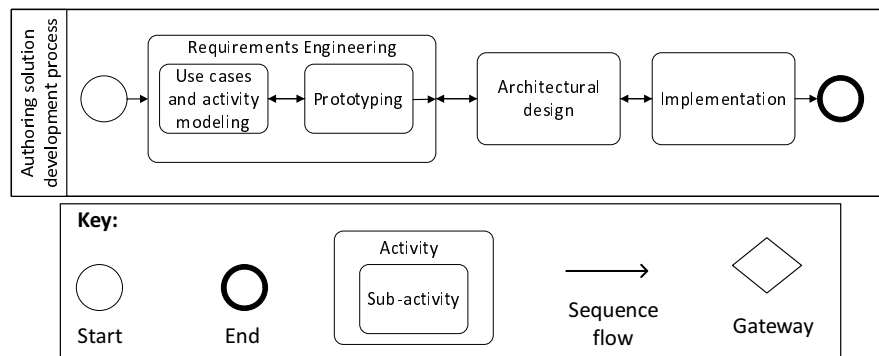 Authoring solution
development process
Requirements Engineering
Use cases
and activity
modeling
Prototyping
Architectural
design
Implementation
Key:
Start
End
Activity
Sub-activity
Sequence
flow
Gateway